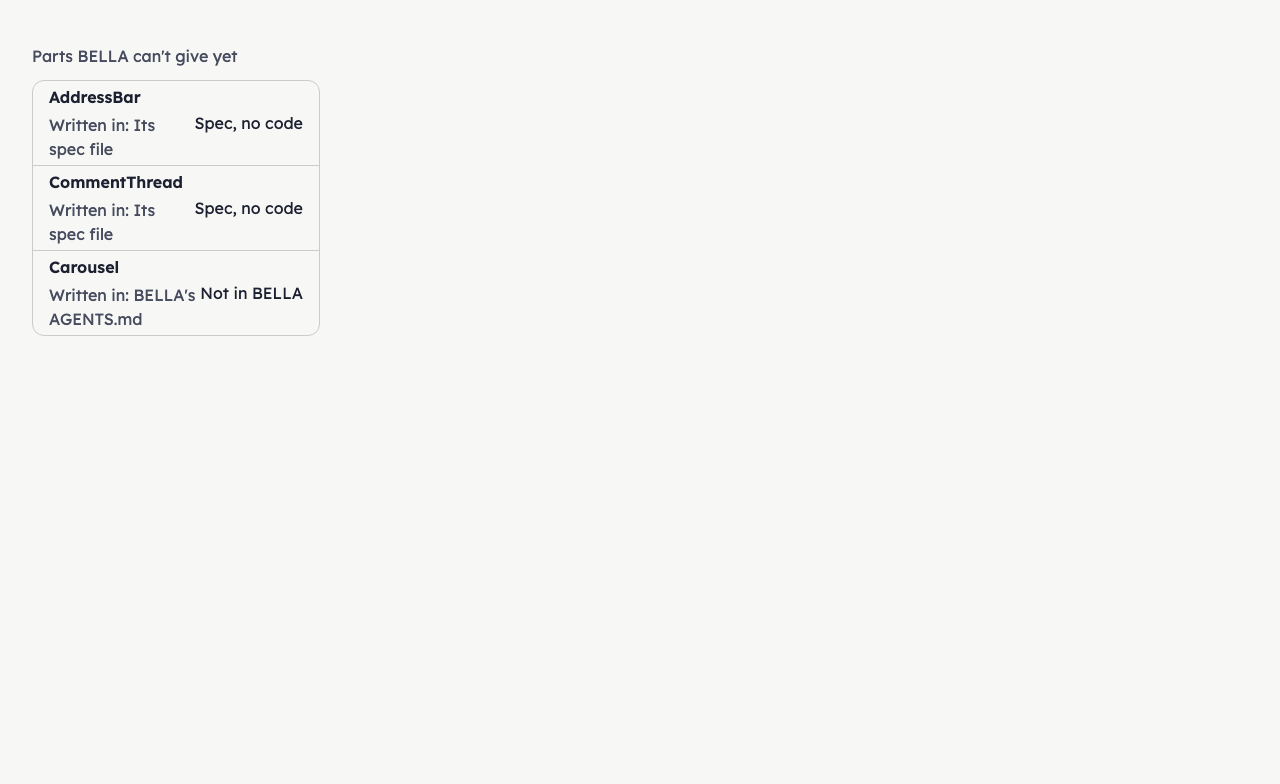 Parts BELLA can't give yet
AddressBar
Written in: Its
spec file
Spec, no code
CommentThread
Written in: Its
spec file
Spec, no code
Carousel
Written in: BELLA's
AGENTS.md
Not in BELLA